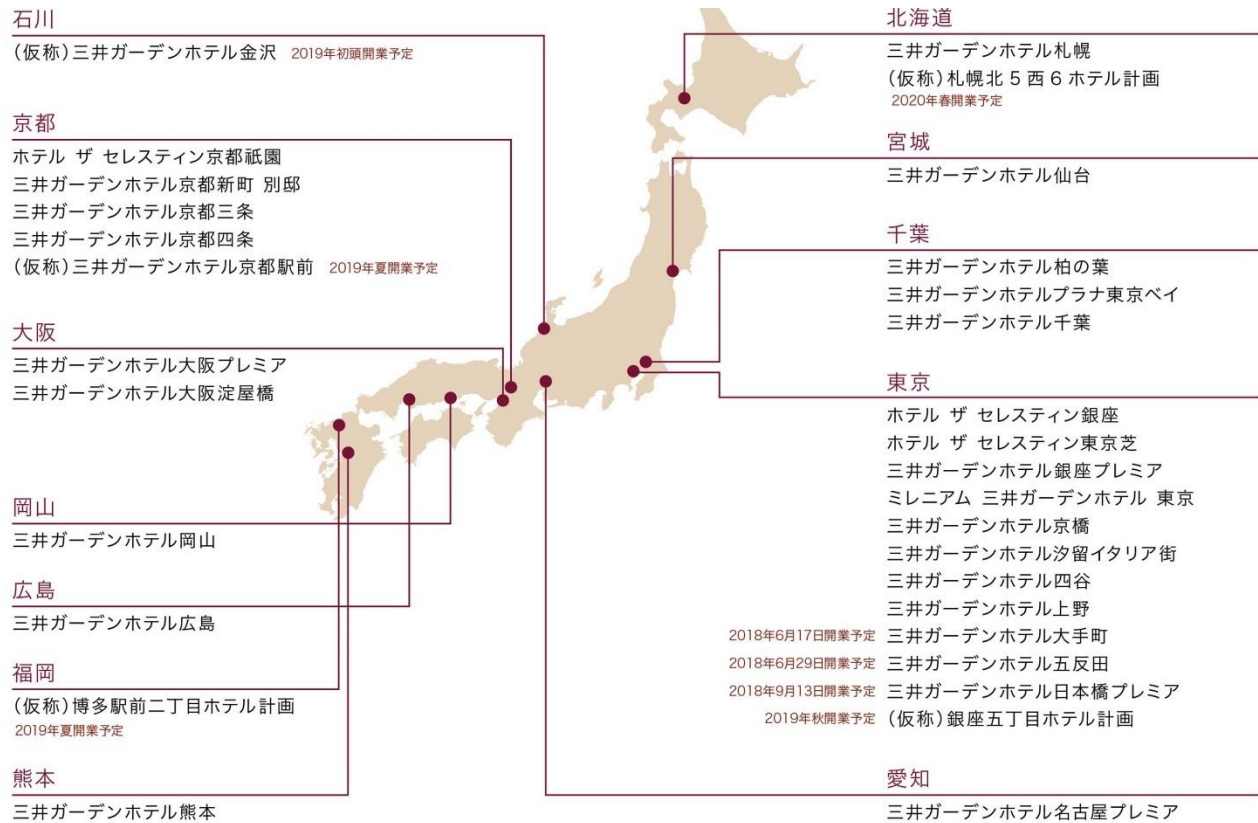 石川
(仮称)三井ガーデンホテル金沢 2019年初頭開業予定
京都
ホテル ザ セレスティン京都祇園
三井ガーデンホテル京都新町 別邸
三井ガーデンホテル京都三条
三井ガーデンホテル京都四条
(仮称)三井ガーデンホテル京都駅前 2019年夏開業予定
大阪
三井ガーデンホテル大阪プレミア
三井ガーデンホテル大阪淀屋橋
岡山
三井ガーデンホテル岡山
広島
三井ガーデンホテル広島
福岡
(仮称)博多駅前二丁目ホテル計画
2019年夏開業予定
熊本
三井ガーデンホテル熊本
北海道
三井ガーデンホテル札幌
(仮称)札幌北5西6ホテル計画
2020年春開業予定
宮城
三井ガーデンホテル仙台
千葉
三井ガーデンホテル柏の葉
三井ガーデンホテルプラナ東京ベイ
三井ガーデンホテル千葉
東京
ホテル ザ セレスティン銀座
ホテル ザ セレスティン東京芝
三井ガーデンホテル銀座プレミア
ミレニアム 三井ガーデンホテル 東京
三井ガーデンホテル京橋
三井ガーデンホテル汐留イタリア街
三井ガーデンホテル四谷
三井ガーデンホテル上野
2018年6月17日開業予定 三井ガーデンホテル大手町
2018年6月29日開業予定 三井ガーデンホテル五反田
2018年9月13日開業予定 三井ガーデンホテル日本橋プレミア
2019年秋開業予定 (仮称)銀座五丁目ホテル計画
愛知
三井ガーデンホテル名古屋プレミア